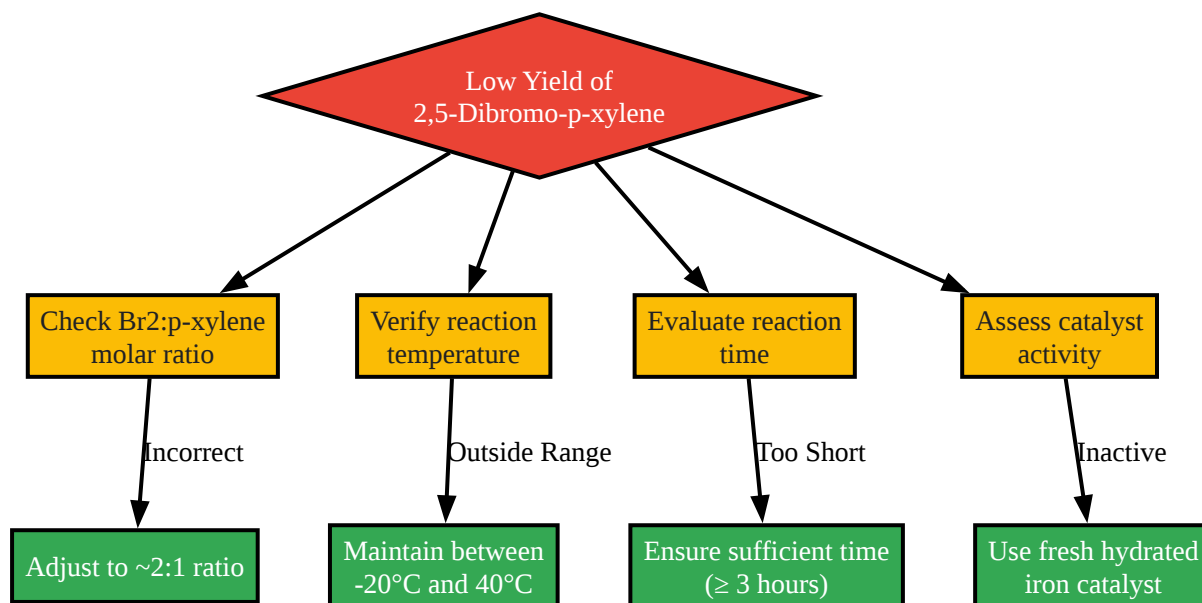 Low Yield of
2,5-Dibromo-p-xylene
Check Br2:p-xylene
molar ratio
Verify reaction
temperature
Evaluate reaction
time
Assess catalyst
activity
Incorrect
Outside Range
Too Short
Inactive
Adjust to ~2:1 ratio
Maintain between
-20°C and 40°C
Ensure sufficient time
(≥ 3 hours)
Use fresh hydrated
iron catalyst